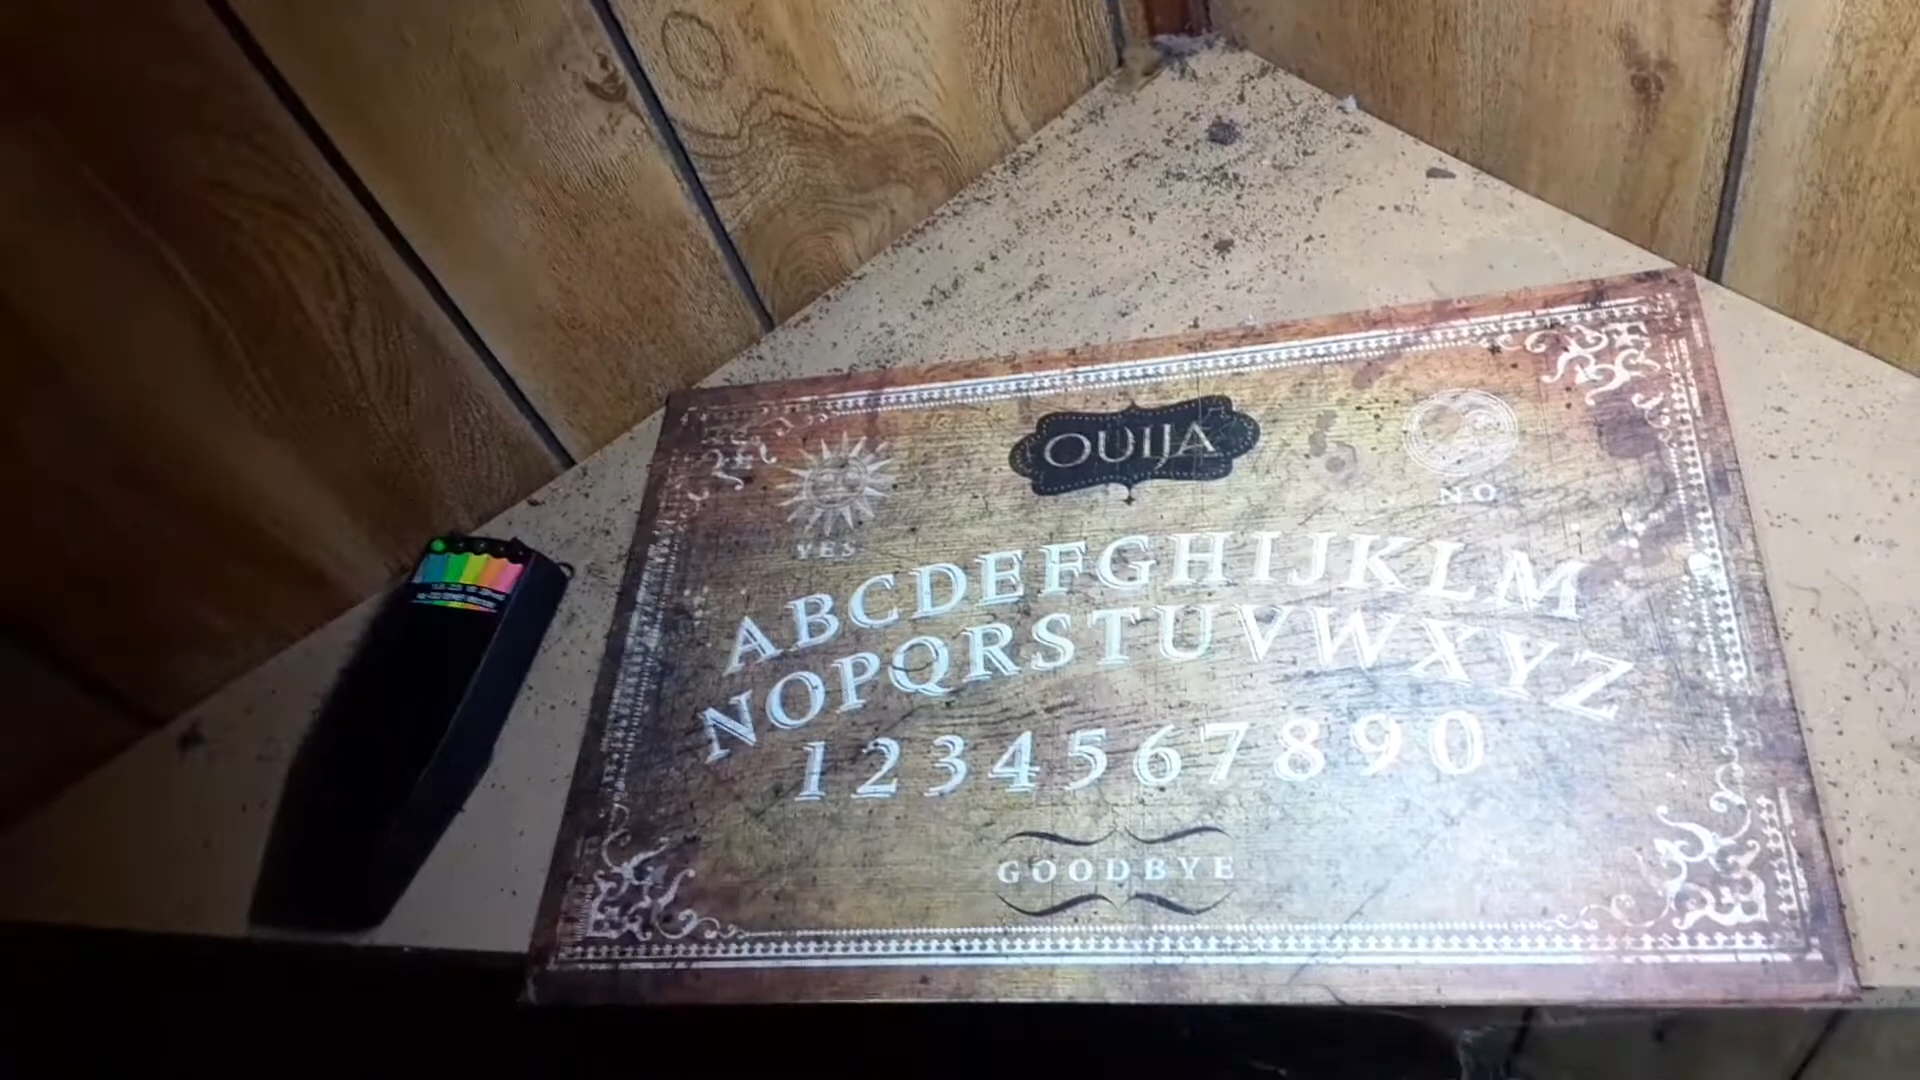 OUIJA
YES
NO
ABCDEFGHIJKLM
NOPQRSTUVWXYZ
1234567890
GOODBYE